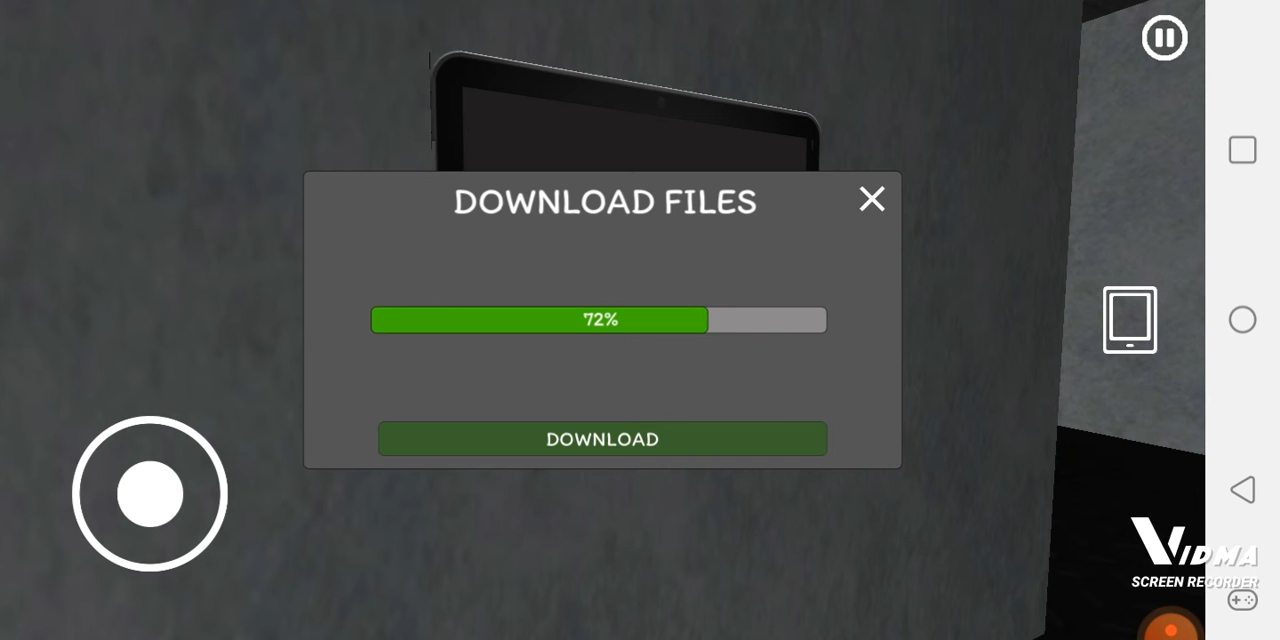 DOWNLOAD FILES
72%
DOWNLOAD
VIDMA
SCREEN RECORDER